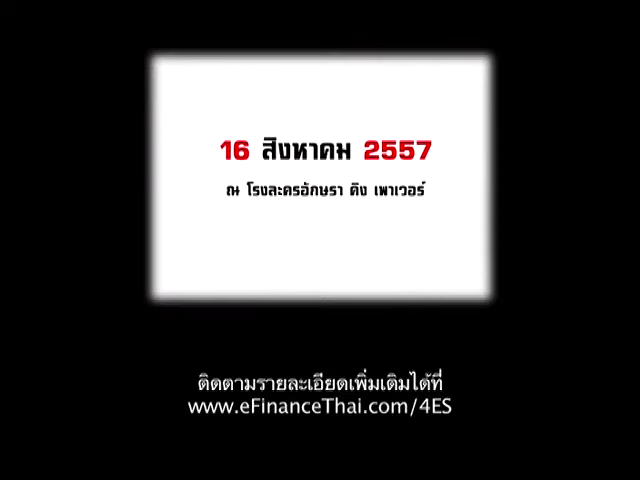 16 สิงหาคม 2557
ณ โรงละครอักษรา คิง เพาเวอร์
ติดตามรายละเอียดเพิ่มเติมได้ที่
www.eFinanceThai.com/4ES